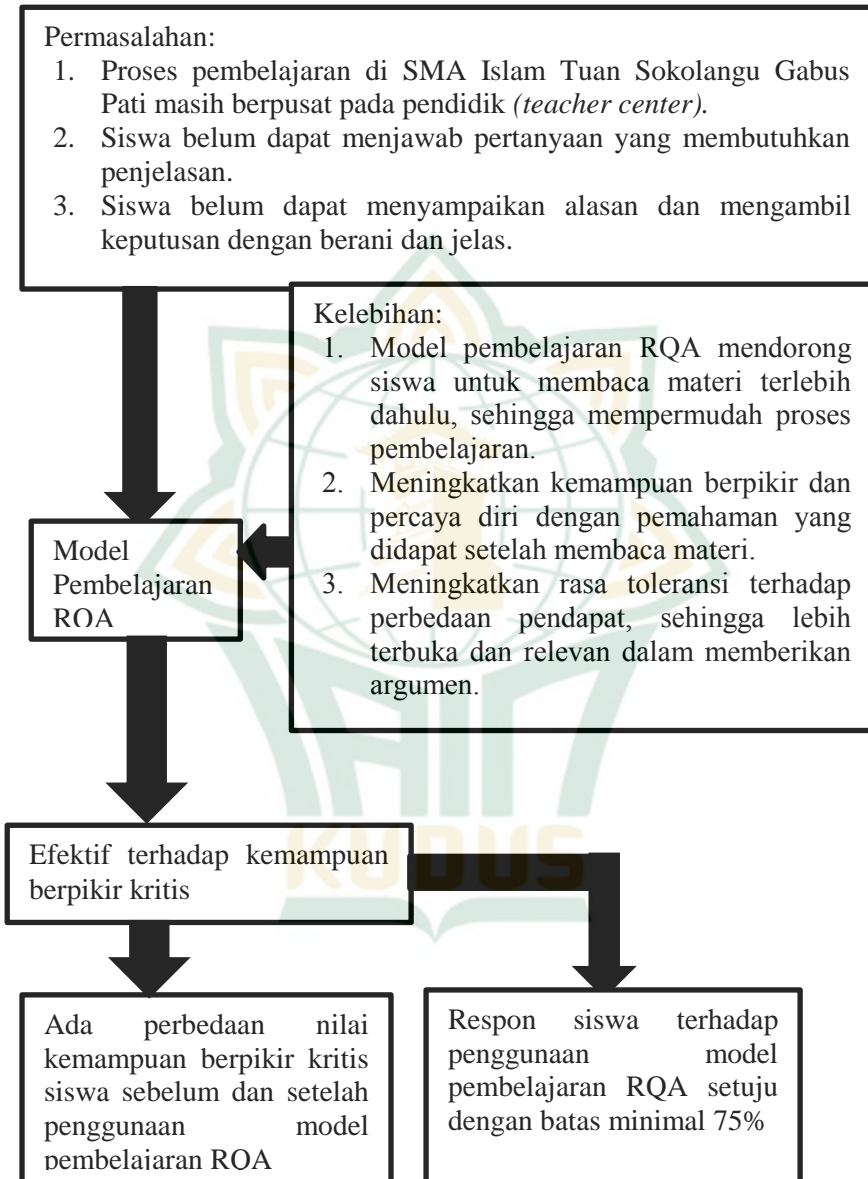 Permasalahan:
1. Proses pembelajaran di SMA Islam Tuan Sokolangu Gabus
Pati masih berpusat pada pendidik (teacher center).
2. Siswa belum dapat menjawab pertanyaan yang membutuhkan
penjelasan.
3. Siswa belum dapat menyampaikan alasan dan mengambil
keputusan dengan berani dan jelas.
Kelebihan:
1. Model pembelajaran RQA mendorong
siswa untuk membaca materi terlebih
dahulu, sehingga mempermudah proses
pembelajaran.
2. Meningkatkan kemampuan berpikir dan
percaya diri dengan pemahaman yang
didapat setelah membaca materi.
3. Meningkatkan rasa toleransi terhadap
perbedaan pendapat, sehingga lebih
terbuka dan relevan dalam memberikan
argumen.
Model
Pembelajaran
RQA
Efektif terhadap kemampuan
berpikir kritis
Ada perbedaan nilai
kemampuan berpikir kritis
siswa sebelum dan setelah
penggunaan model
pembelajaran RQA
Respon siswa terhadap
penggunaan model
pembelajaran RQA setuju
dengan batas minimal 75%
KUDUS